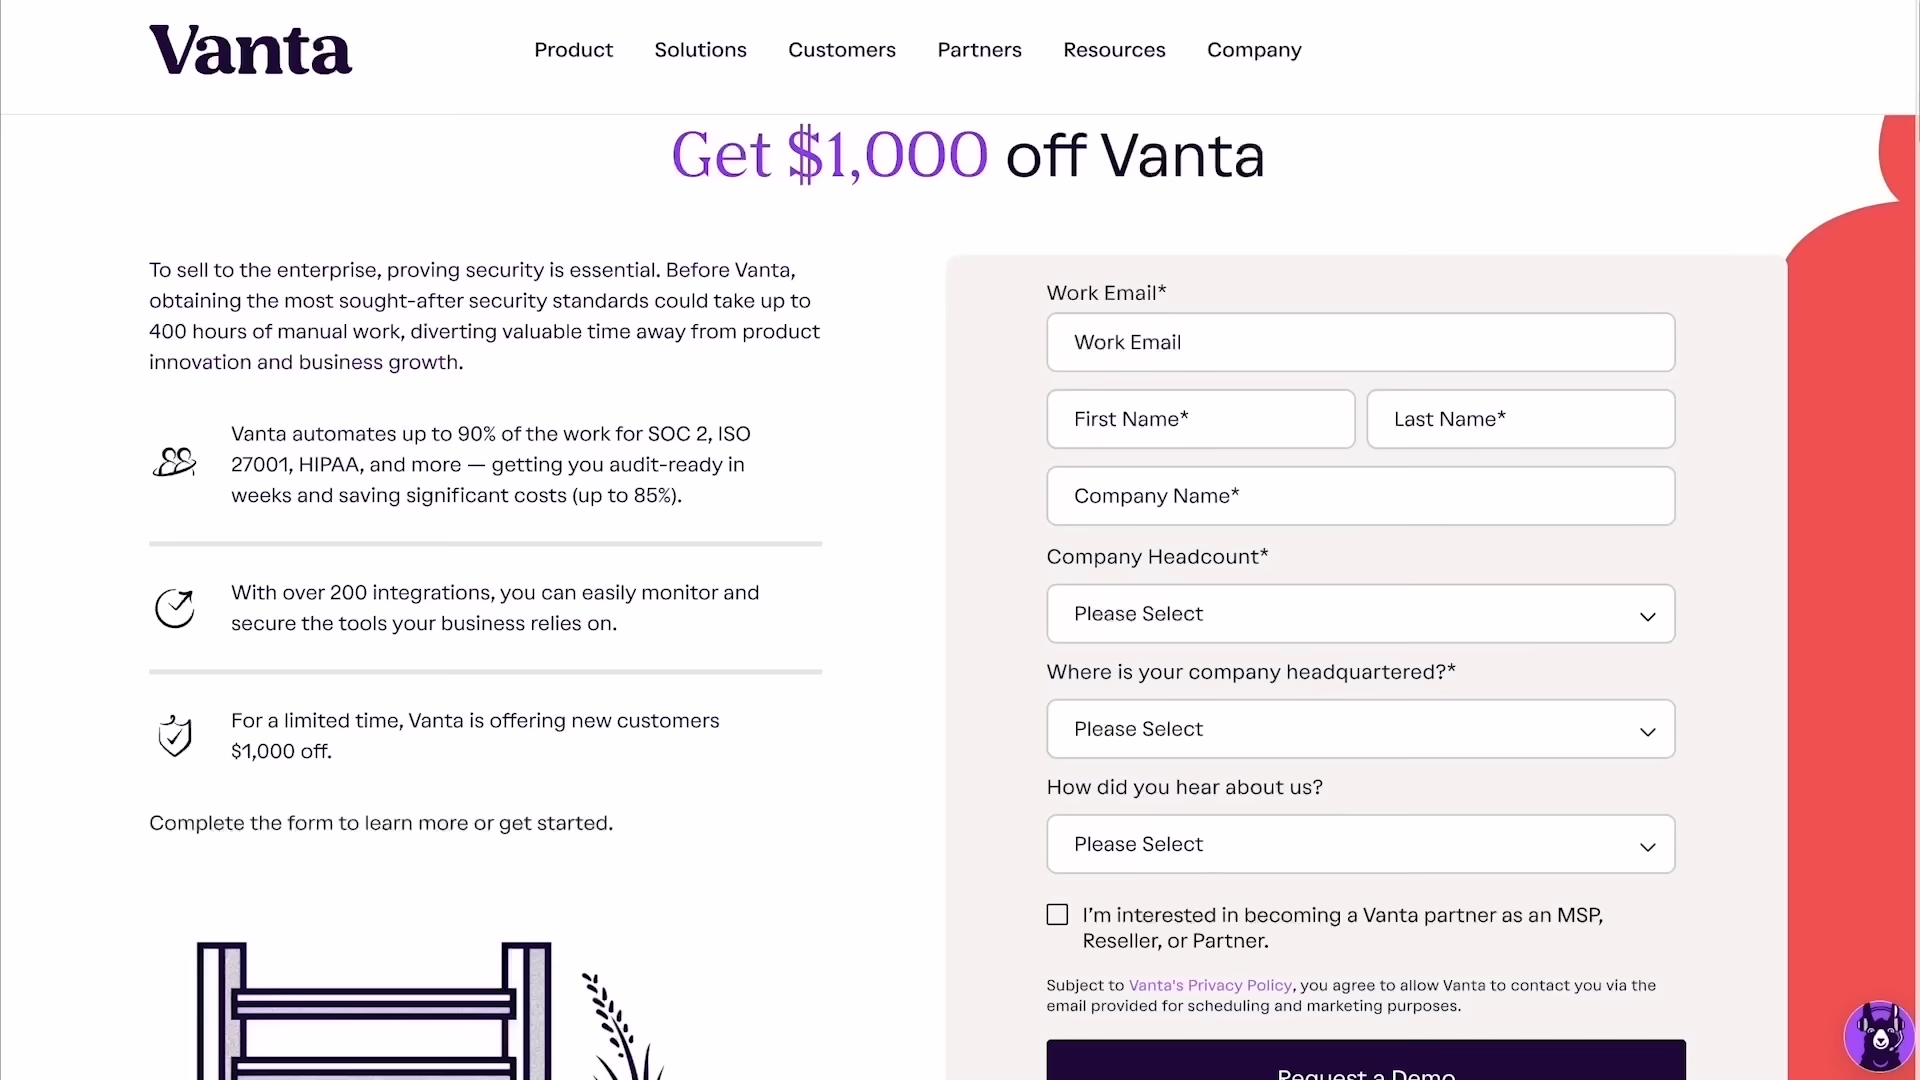 Vanta
Product Solutions Customers Partners Resources Company
Get $1,000 off Vanta
To sell to the enterprise, proving security is essential. Before Vanta,
obtaining the most sought-after security standards could take up to
400 hours of manual work, diverting valuable time away from product
innovation and business growth.
Vanta automates up to 90% of the work for SOC 2, ISO
27001, HIPAA, and more — getting you audit-ready in
weeks and saving significant costs (up to 85%).
With over 200 integrations, you can easily monitor and
secure the tools your business relies on.
For a limited time, Vanta is offering new customers
$1,000 off.
Complete the form to learn more or get started.
Work Email*
Work Email
First Name* Last Name*
Company Name*
Company Headcount*
Please Select
Where is your company headquartered?*
Please Select
How did you hear about us?
Please Select
I'm interested in becoming a Vanta partner as an MSP,
Reseller, or Partner.
Subject to Vanta's Privacy Policy, you agree to allow Vanta to contact you via the
email provided for scheduling and marketing purposes.
Request a Demo